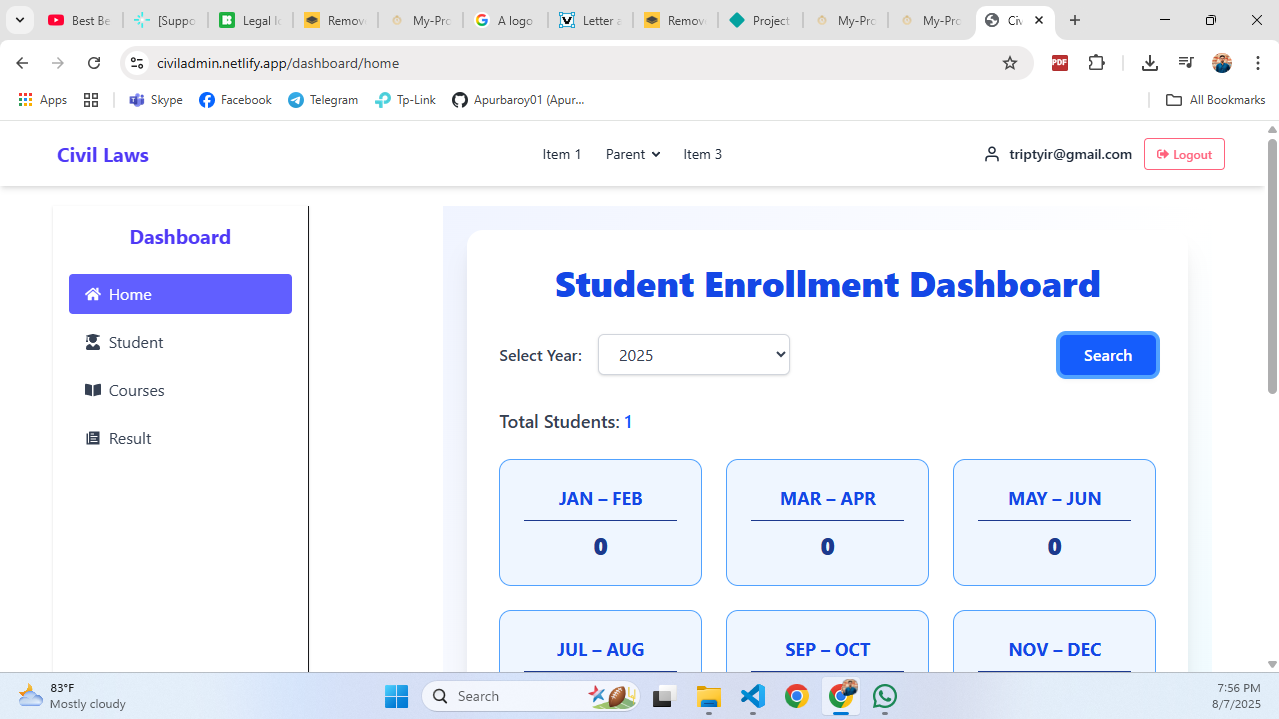 Best Be
[Suppo
Legal le
Remov
My-Pro
A logo
Letter a
Remov
Project
My-Pro
My-Pro
Civ
civiladmin.netlify.app/dashboard/home
PDF
Apps
Skype
Facebook
Telegram
Tp-Link
Apurbaroy01 (Apur...
All Bookmarks
Civil Laws
Item 1
Parent
Item 3
triptyir@gmail.com
Logout
Dashboard
Home
Student
Courses
Result
Student Enrollment Dashboard
Select Year:
2025
Search
Total Students: 1
JAN – FEB
MAR – APR
MAY – JUN
0
0
0
JUL – AUG
SEP – OCT
NOV – DEC
83°F
Mostly cloudy
Search
7:56 PM
8/7/2025